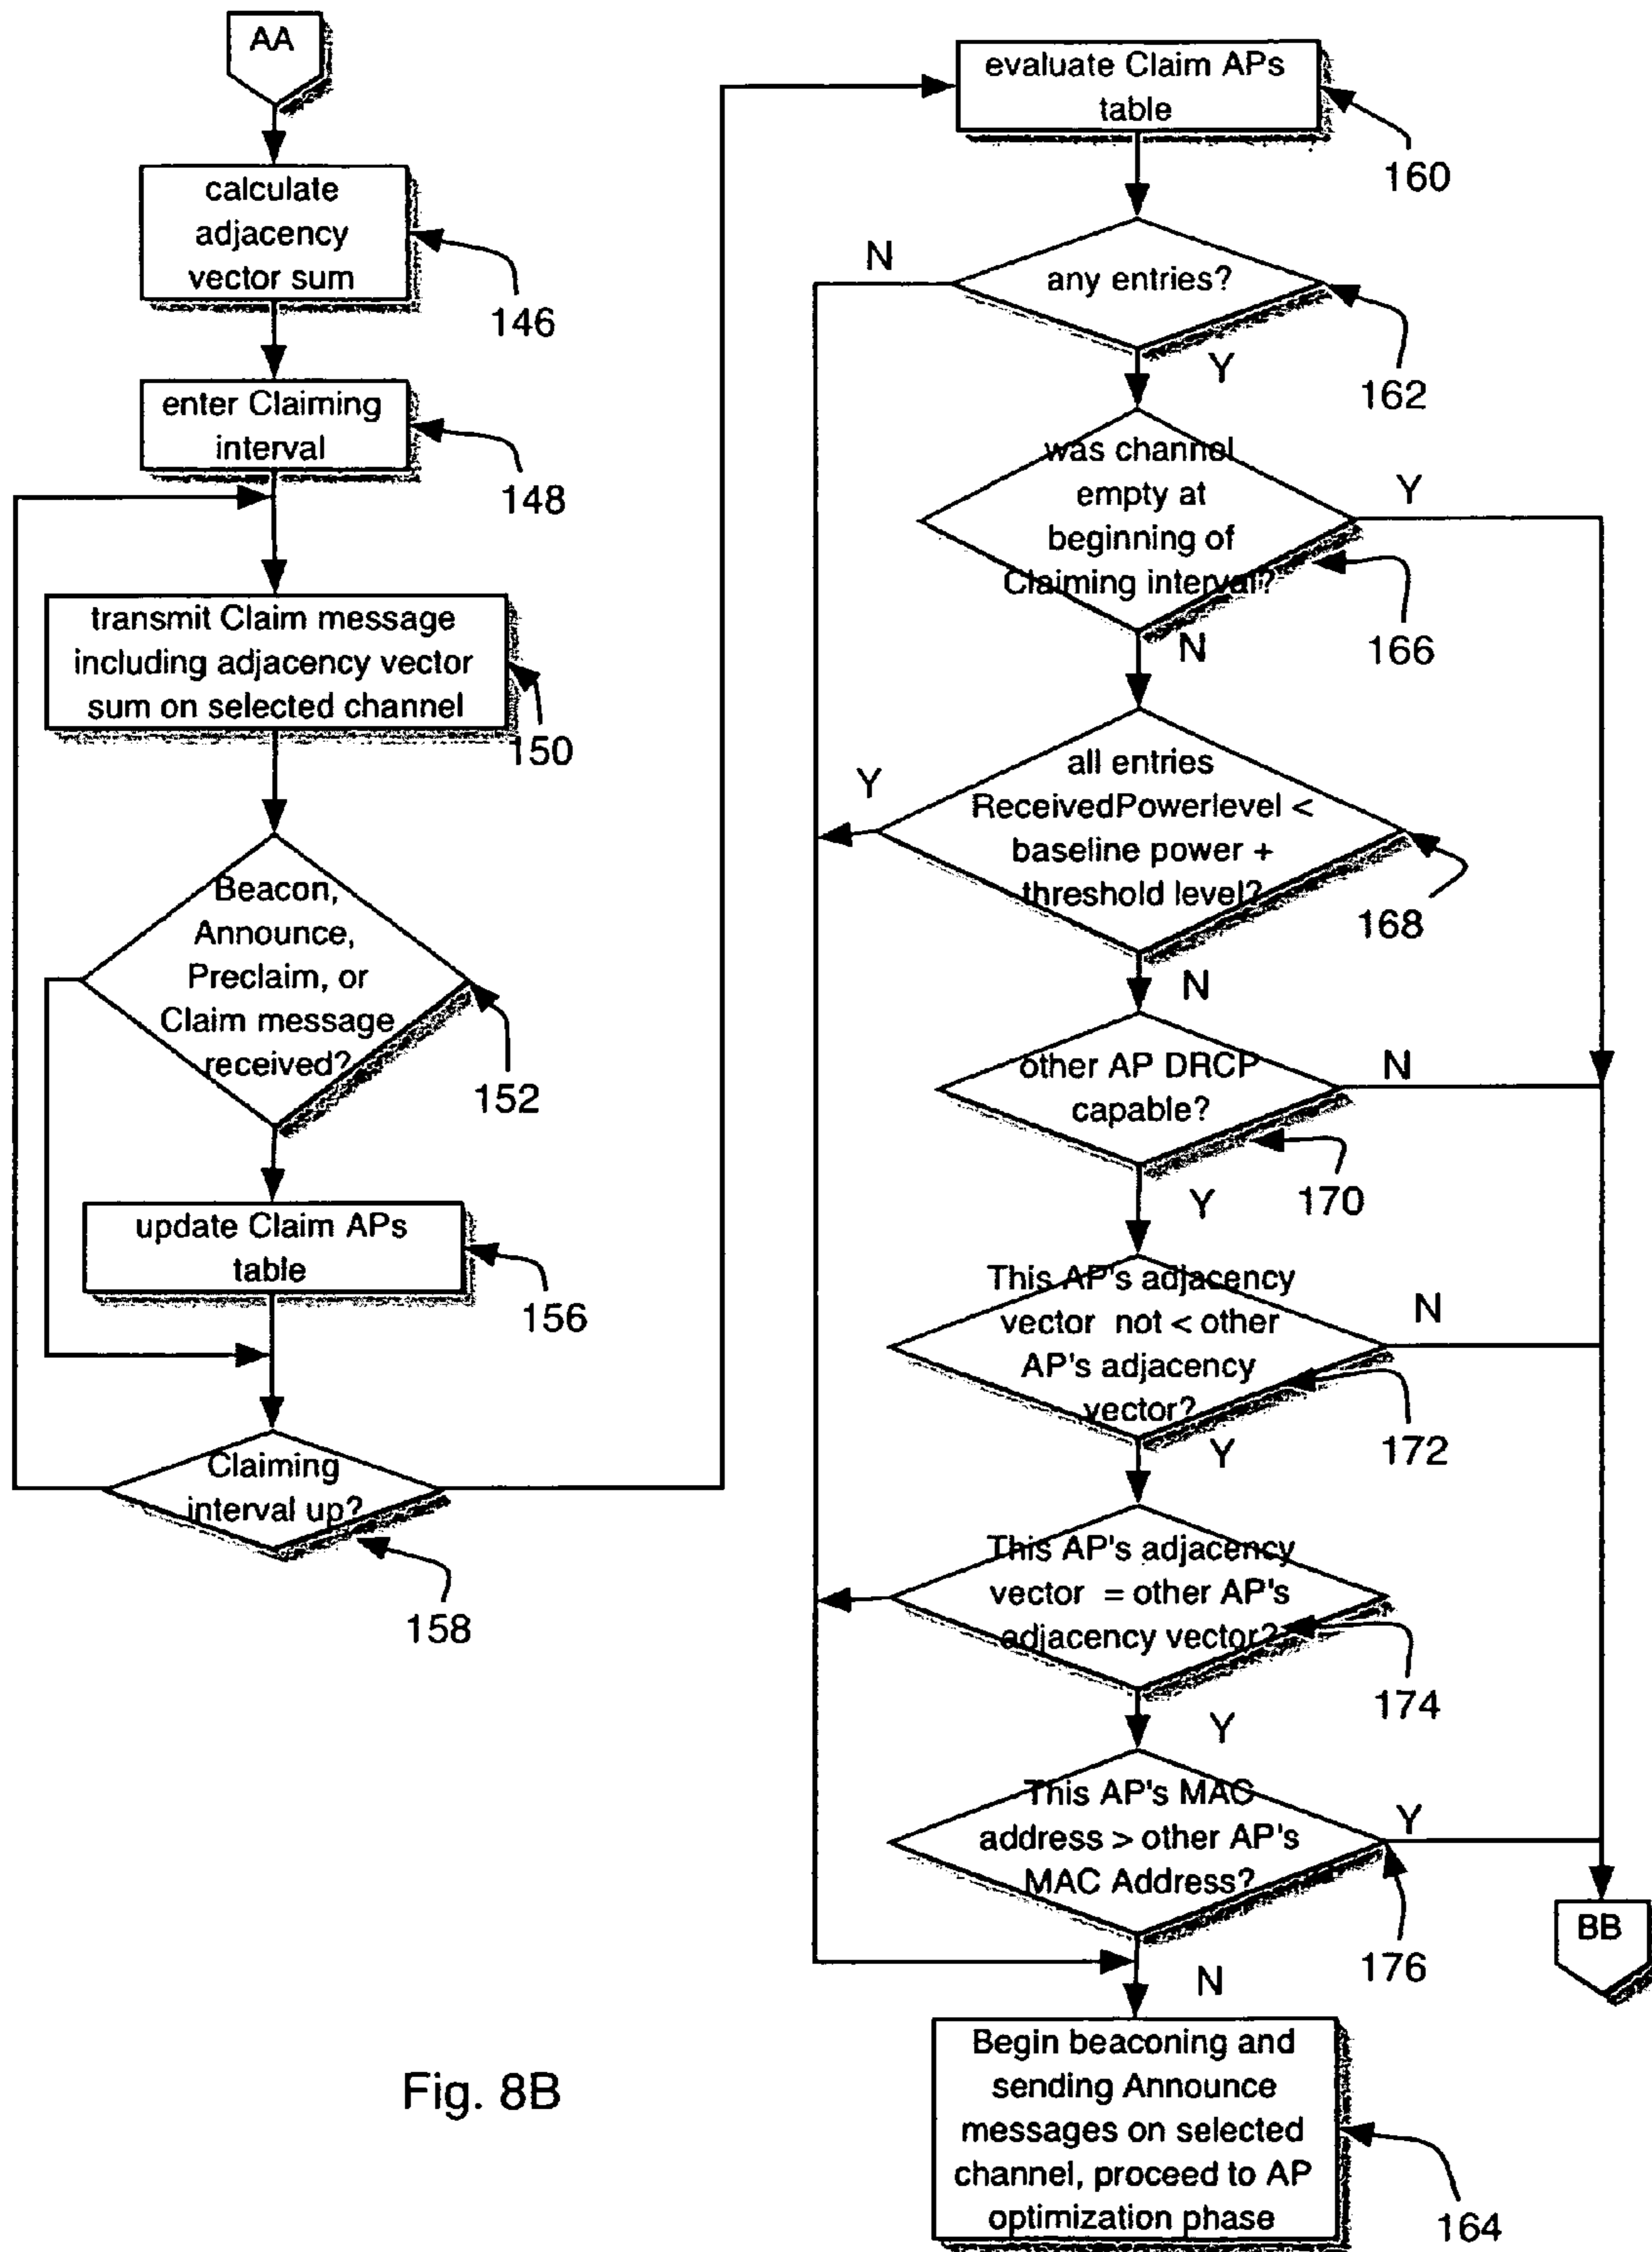 AA
calculate
adjacency
vector sum
146
enter Claiming
interval
148
transmit Claim message
including adjacency vector
sum on selected channel
150
Beacon,
Announce,
Preclaim, or
Claim message
received?
152
update Claim APs
table
156
Claiming
interval up?
158
evaluate Claim APs
table
160
any entries?
N
Y
162
was channel
empty at
beginning of
Claiming interval?
Y
N
166
all entries
ReceivedPowerlevel <
baseline power +
threshold level?
Y
N
168
other AP DRCP
capable?
N
Y
170
This AP's adjacency
vector not < other
AP's adjacency
vector?
N
Y
172
This AP's adjacency
vector = other AP's
adjacency vector?
Y
174
This AP's MAC
address > other AP's
MAC Address?
Y
N
176
BB
Begin beaconing and
sending Announce
messages on selected
channel, proceed to AP
optimization phase
164
Fig. 8B